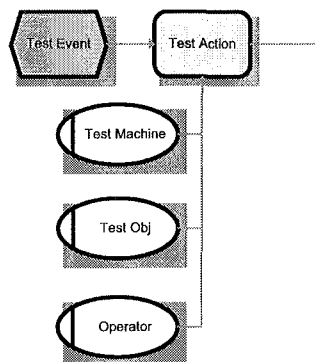 Test Event
Test Action
Test Machine
Test Obj
Operator